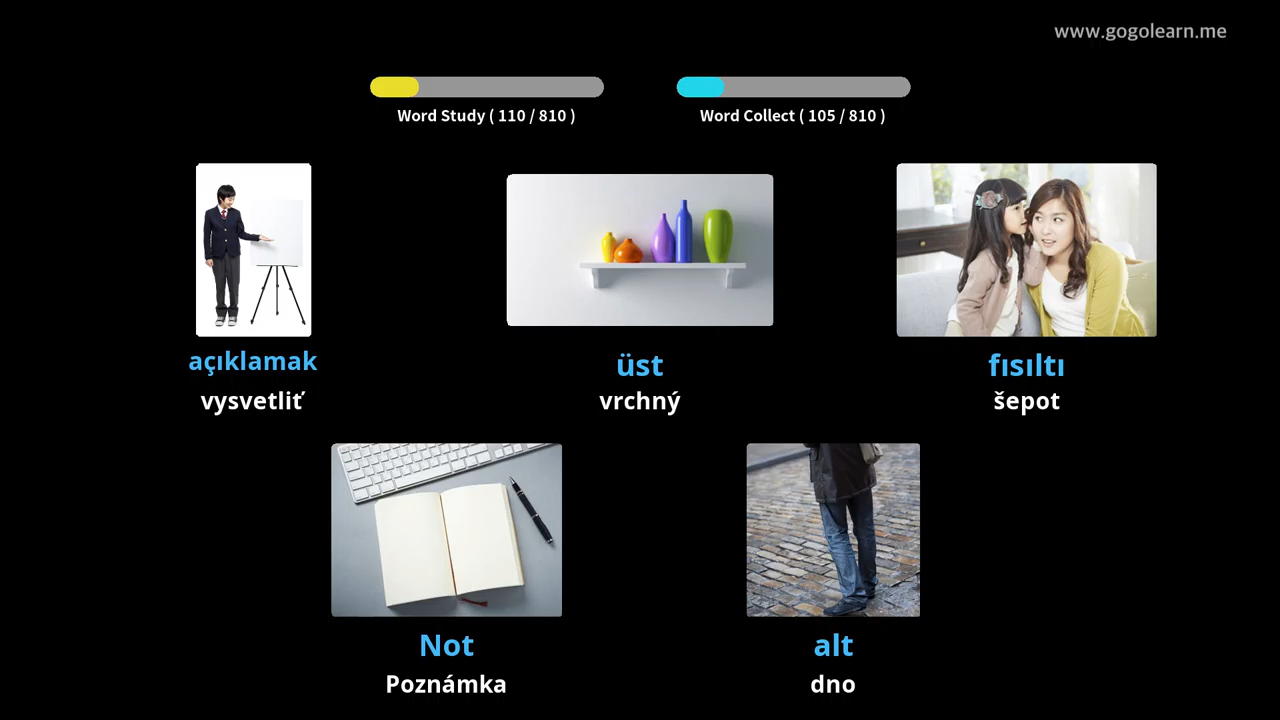 www.gogolearn.me
Word Study ( 110 / 810 )
Word Collect ( 105 / 810 )
açıklamak
vysvetliť
üst
vrchný
fısıltı
šepot
Not
Poznámka
alt
dno